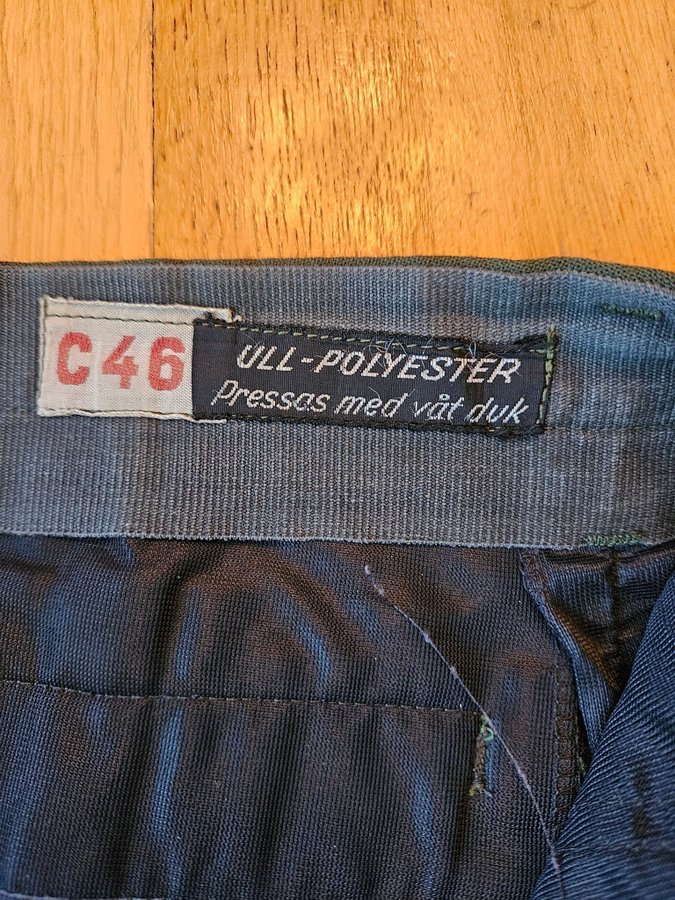 C46
ULL-POLYESTER
Pressas med våt duk